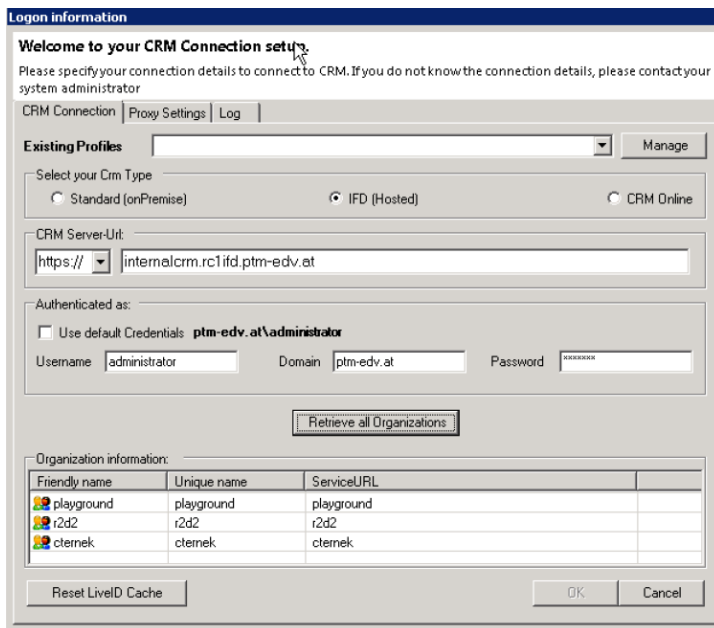 Logon information
Welcome to your CRM Connection setup.
Please specify your connection details to connect to CRM. If you do not know the connection details, please contact your
system administrator
CRM Connection Proxy Settings Log
Existing Profiles Manage
Select your Crm Type
Standard (onPremise) IFD (Hosted) CRM Online
CRM Server-Url:
https:// internalcrm.rc1ifd.ptm-edv.at
Authenticated as:
Use default Credentials ptm-edv.at\administrator
Username administrator Domain ptm-edv.at Password xxxxxxx
Retrieve all Organizations
Organization information:
Friendly name Unique name ServiceURL
playground playground playground
r2d2 r2d2 r2d2
cternek cternek cternek
Reset LiveID Cache OK Cancel